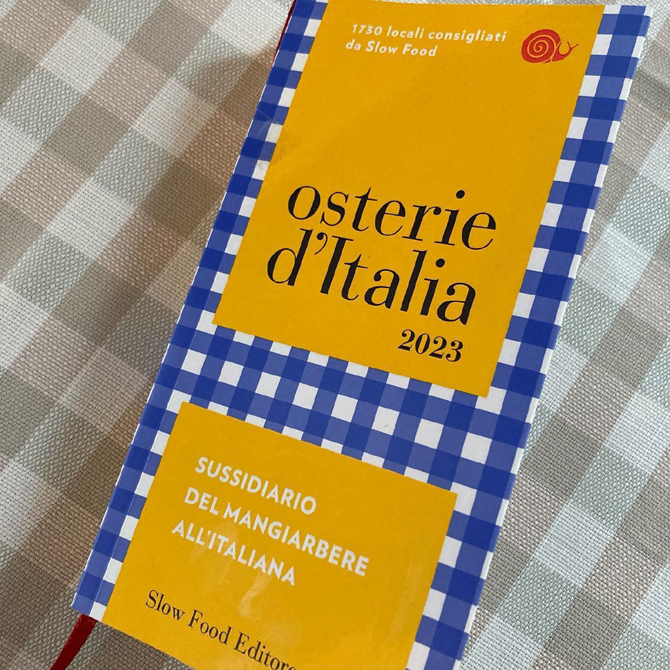 1730 locali consigliati
da Slow Food
osterie
d'Italia
2023
SUSSIDIARIO
DEL MANGIARBERE
ALL'ITALIANA
Slow Food Editore